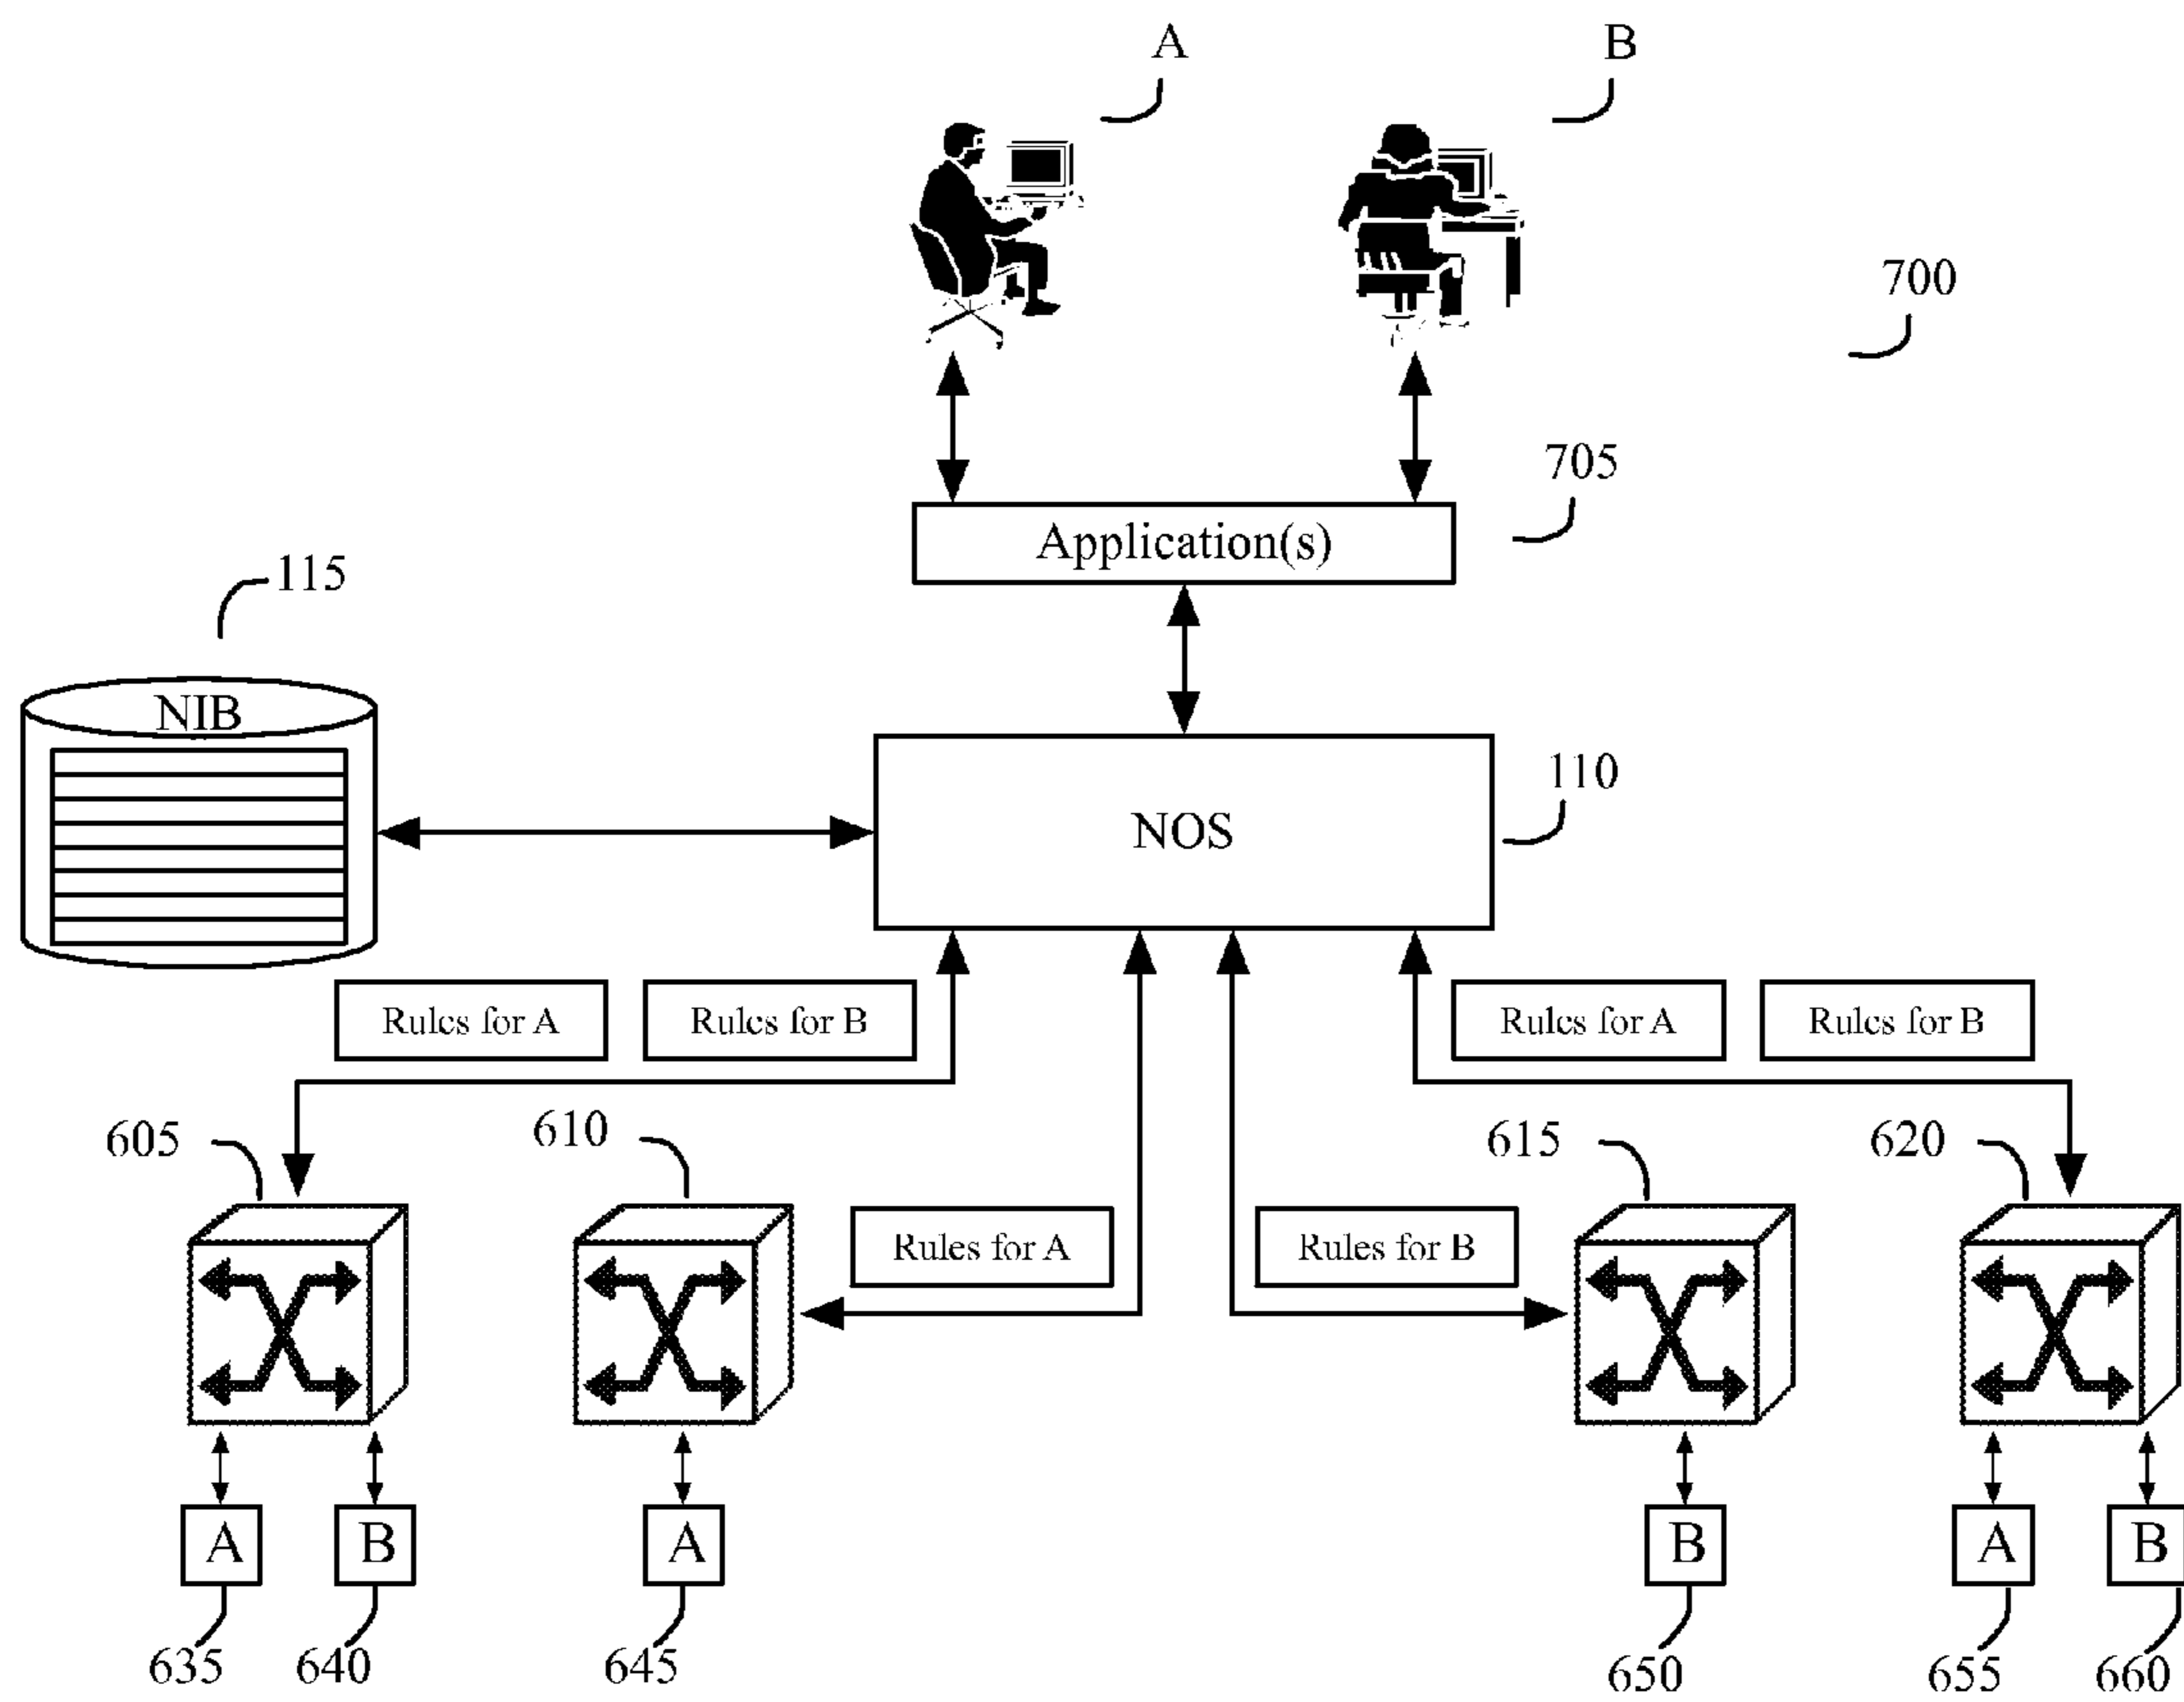 A
B
700
705
Application(s)
115
NIB
110
NOS
Rules for A
Rules for B
Rules for A
Rules for B
605
610
615
620
Rules for A
Rules for B
A
B
A
B
A
B
635
640
645
650
655
660